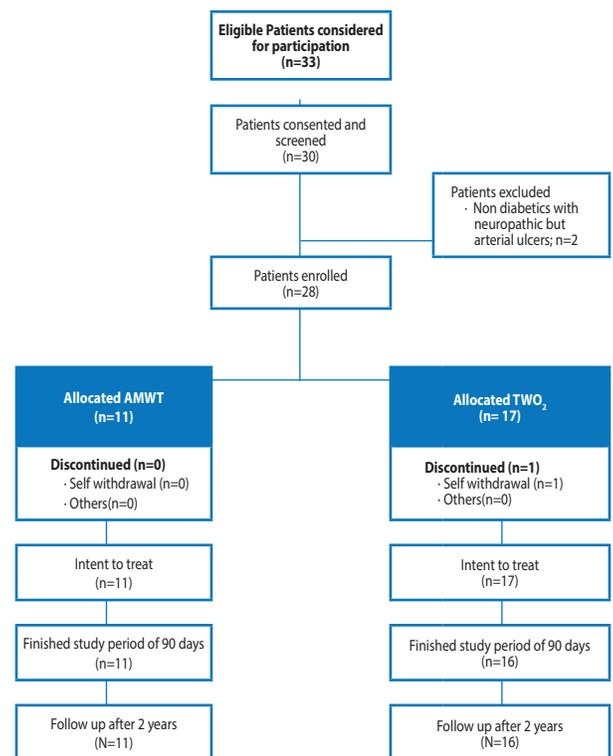 Eligible Patients considered
for participation
(n=33)
Patients consented and
screened
(n=30)
Patients excluded
· Non diabetics with
neuropathic but
arterial ulcers; n=2
Patients enrolled
(n=28)
Allocated AMWT
(n=11)
Discontinued (n=0)
· Self withdrawal (n=0)
· Others(n=0)
Intent to treat
(n=11)
Finished study period of 90 days
(n=11)
Follow up after 2 years
(N=11)
Allocated TWO₂
(n= 17)
Discontinued (n=1)
· Self withdrawal (n=1)
· Others(n=0)
Intent to treat
(n=17)
Finished study period of 90 days
(n=16)
Follow up after 2 years
(N=16)